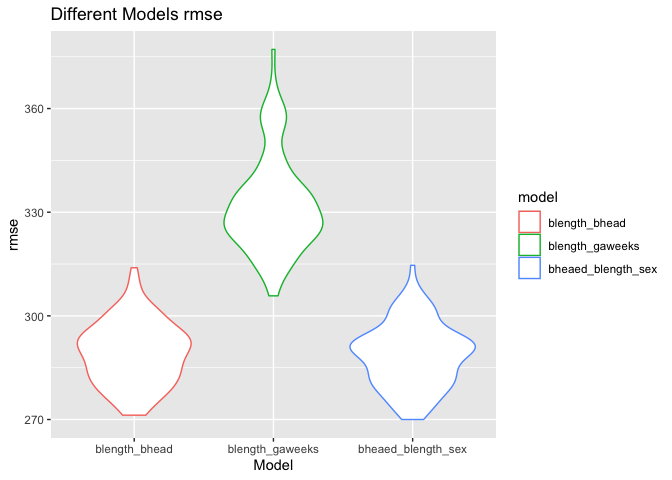 Different Models rmse
360
330
300
270
rmse
blength_bhead
blength_gaweeks
bheaed_blength_sex
Model
model
blength_bhead
blength_gaweeks
bheaed_blength_sex